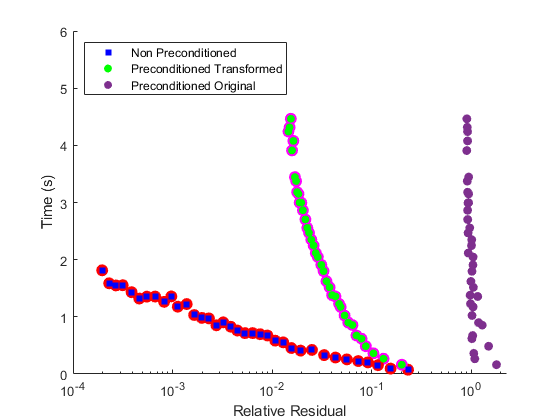 6
5
4
3
2
1
0
Time (s)
Non Preconditioned
Preconditioned Transformed
Preconditioned Original
10^-4
10^-3
10^-2
10^-1
10^0
Relative Residual